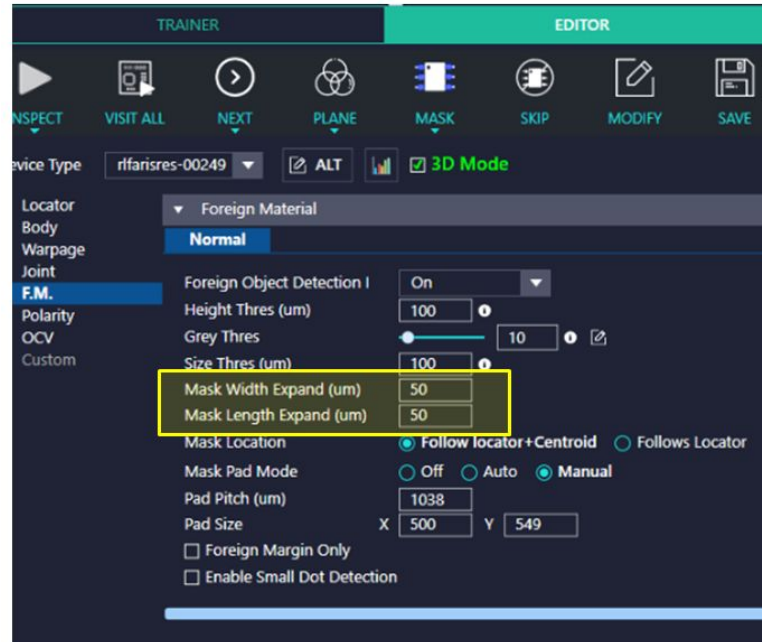 TRAINER EDITOR
NSPECT VISIT ALL NEXT PLANE MASK SKIP MODIFY SAVE
evice Type rlfarisres-00249 ALT 3D Mode
Locator
Body
Warpage
Joint
F.M.
Polarity
OCV
Custom
Foreign Material
Normal
Foreign Object Detection I On
Height Thres (um) 100
Grey Thres 10
Size Thres (um) 100
Mask Width Expand (um) 50
Mask Length Expand (um) 50
Mask Location Follow locator+Centroid Follows Locator
Mask Pad Mode Off Auto Manual
Pad Pitch (um) 1038
Pad Size X 500 Y 549
Foreign Margin Only
Enable Small Dot Detection